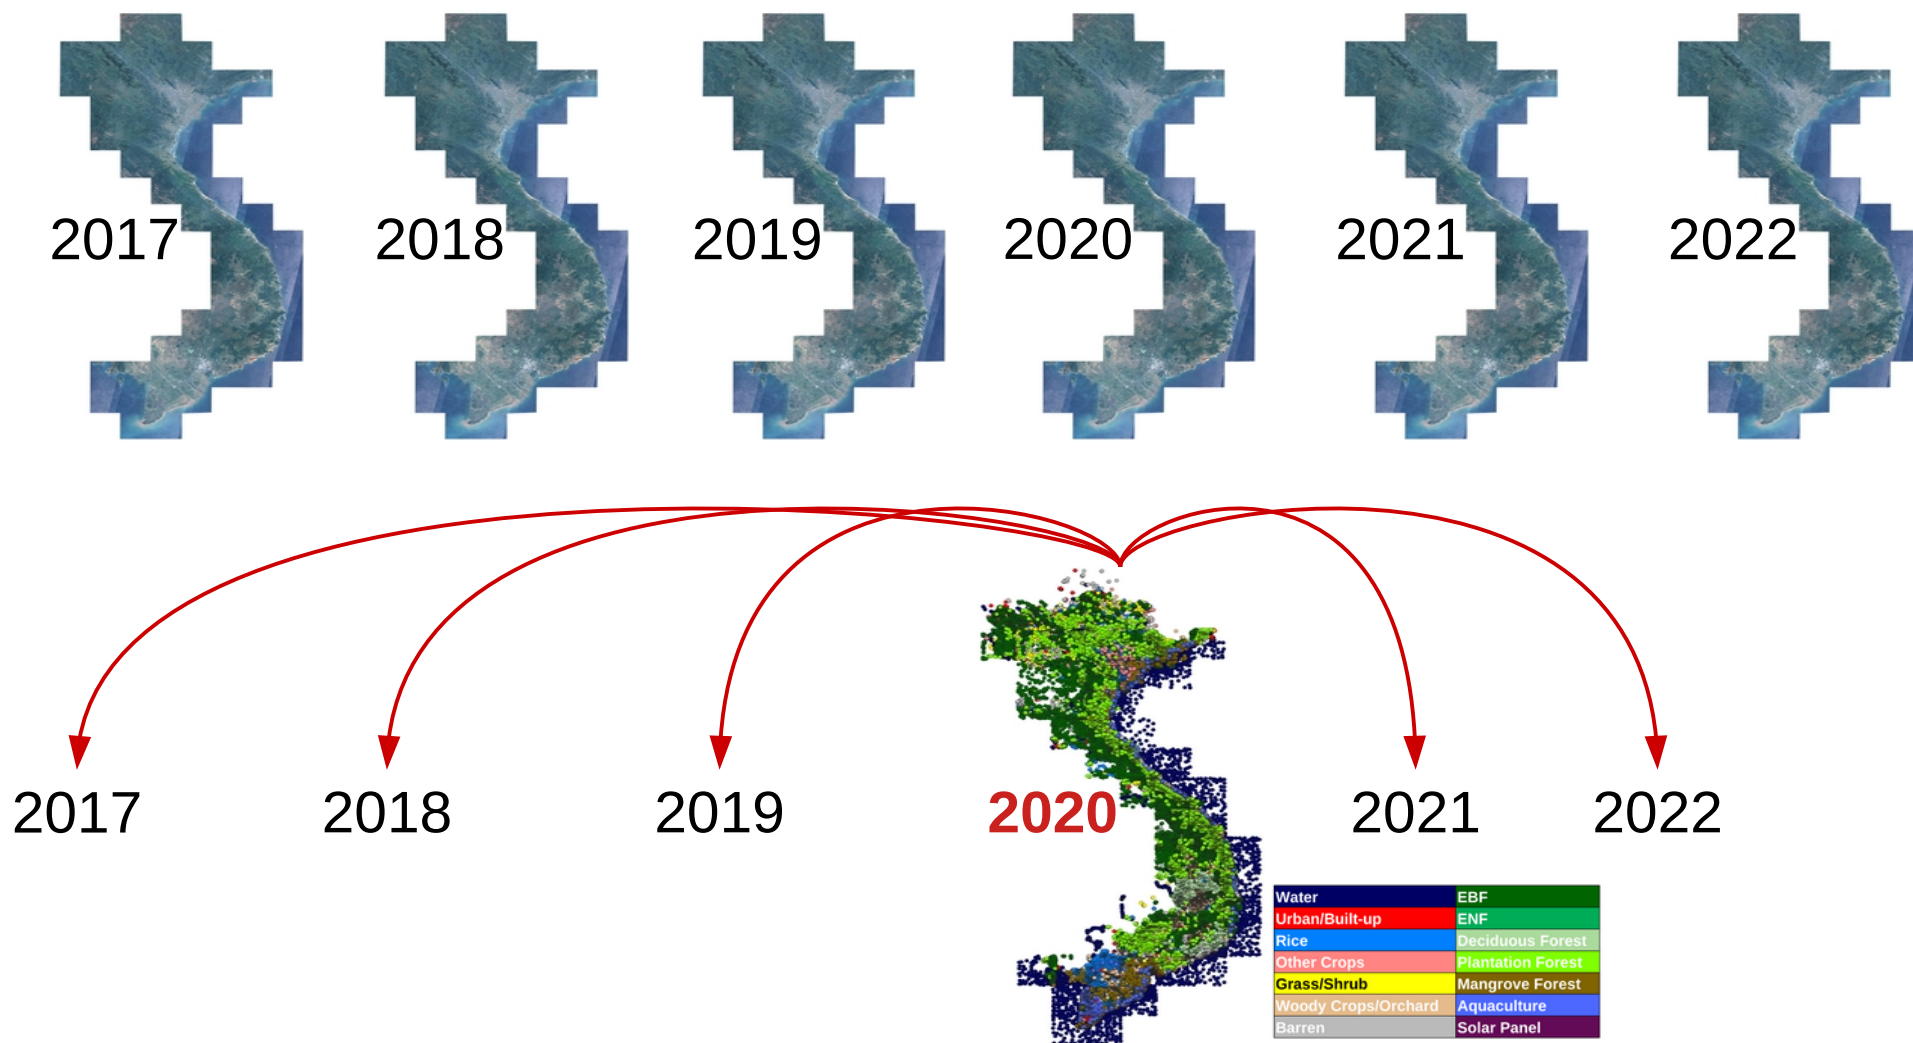 2017 2018 2019 2020 2021 2022
2017 2018 2019 2020 2021 2022
Water EBF
Urban/Built-up ENF
Rice Deciduous Forest
Other Crops Plantation Forest
Grass/Shrub Mangrove Forest
Woody Crops/Orchard Aquaculture
Barren Solar Panel